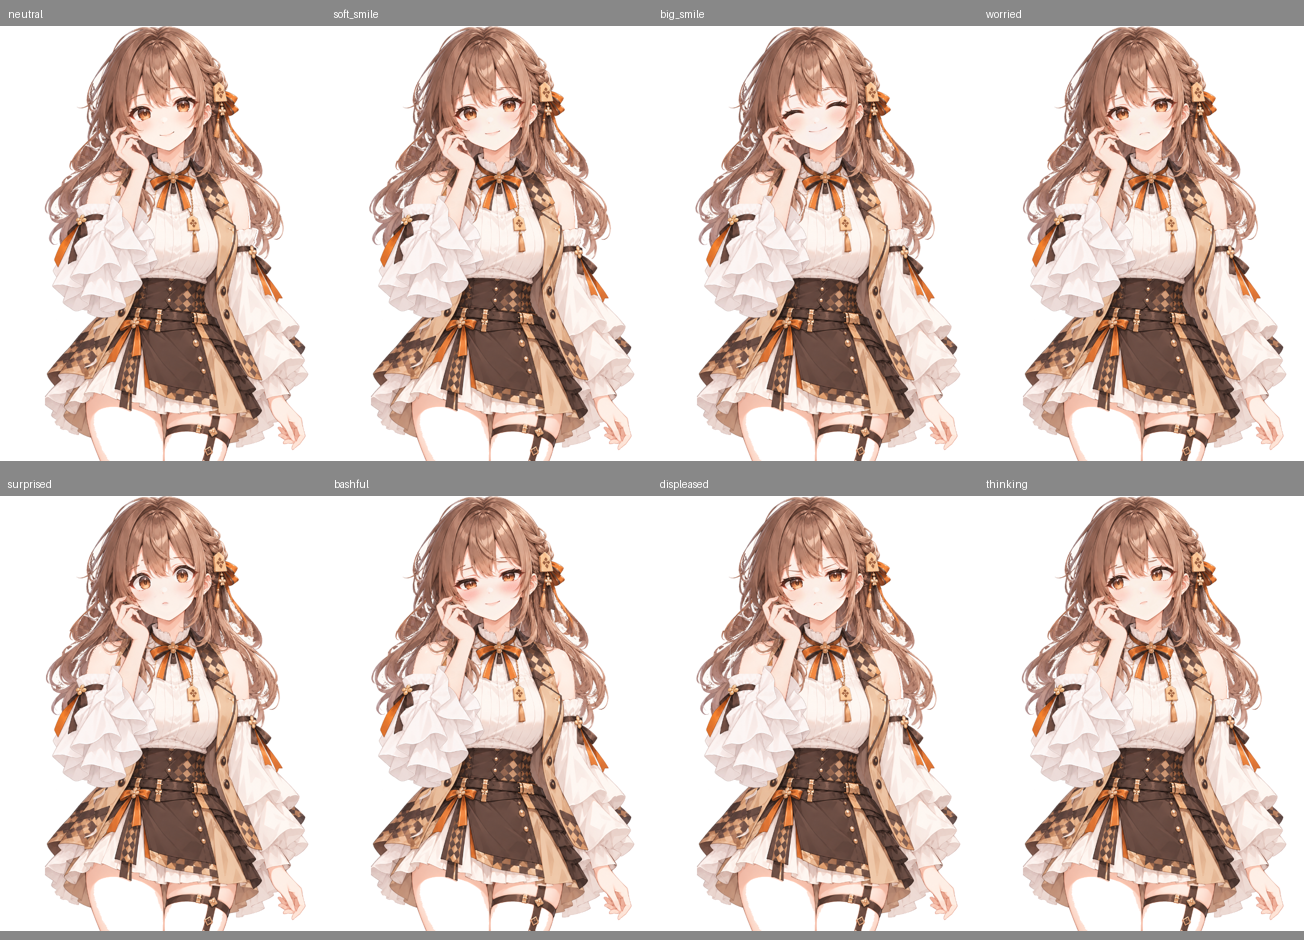 neutral
soft_smile
big_smile
worried
surprised
bashful
displeased
thinking